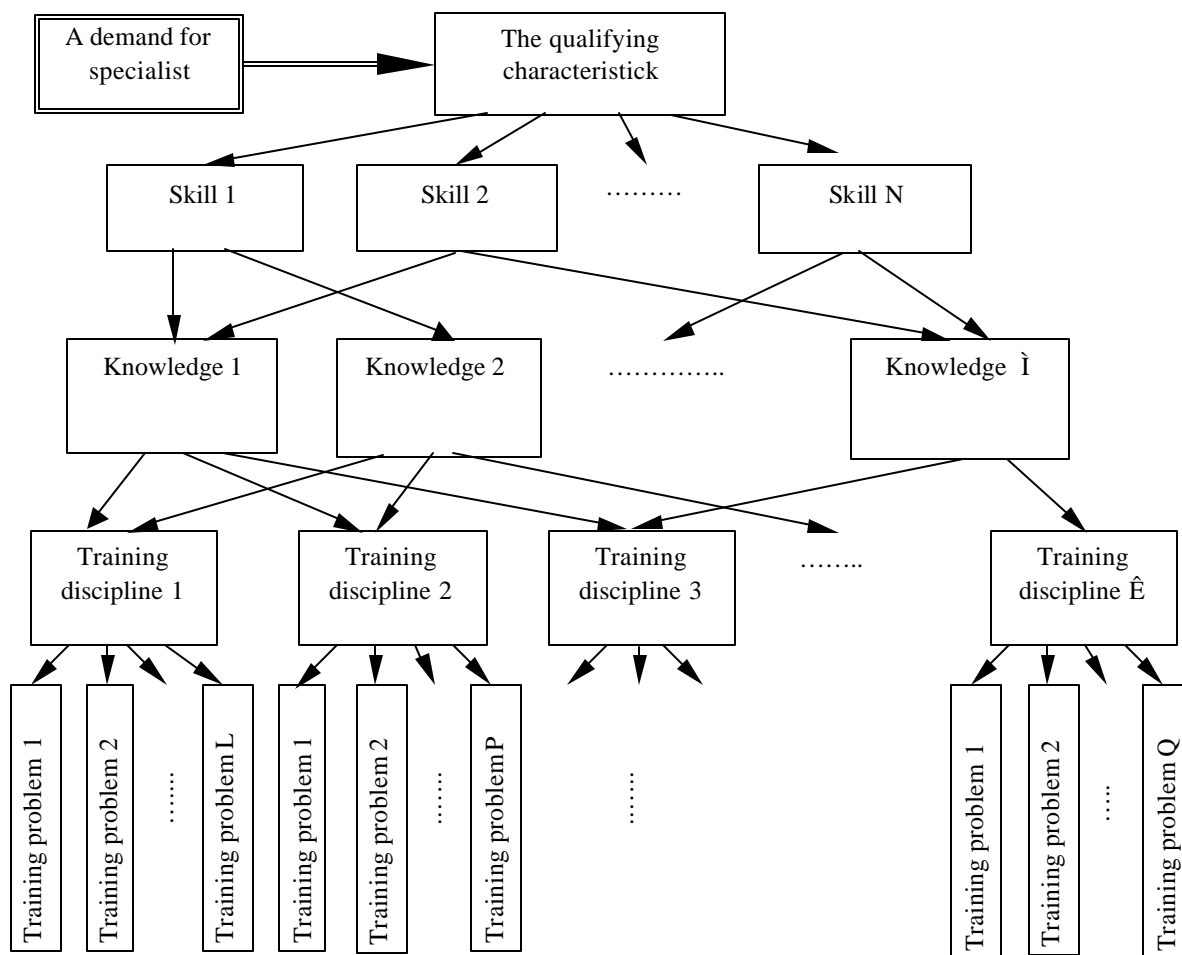 A demand for
specialist
The qualifying
characteristick
Skill 1
Skill 2
………
Skill N
Knowledge 1
Knowledge 2
…………..
Knowledge Ì
Training
discipline 1
Training
discipline 2
Training
discipline 3
……..
Training
discipline Ê
Training problem 1
Training problem 2
…….
Training problem L
Training problem 1
Training problem 2
…….
Training problem P
…….
Training problem 1
Training problem 2
…..
Training problem Q